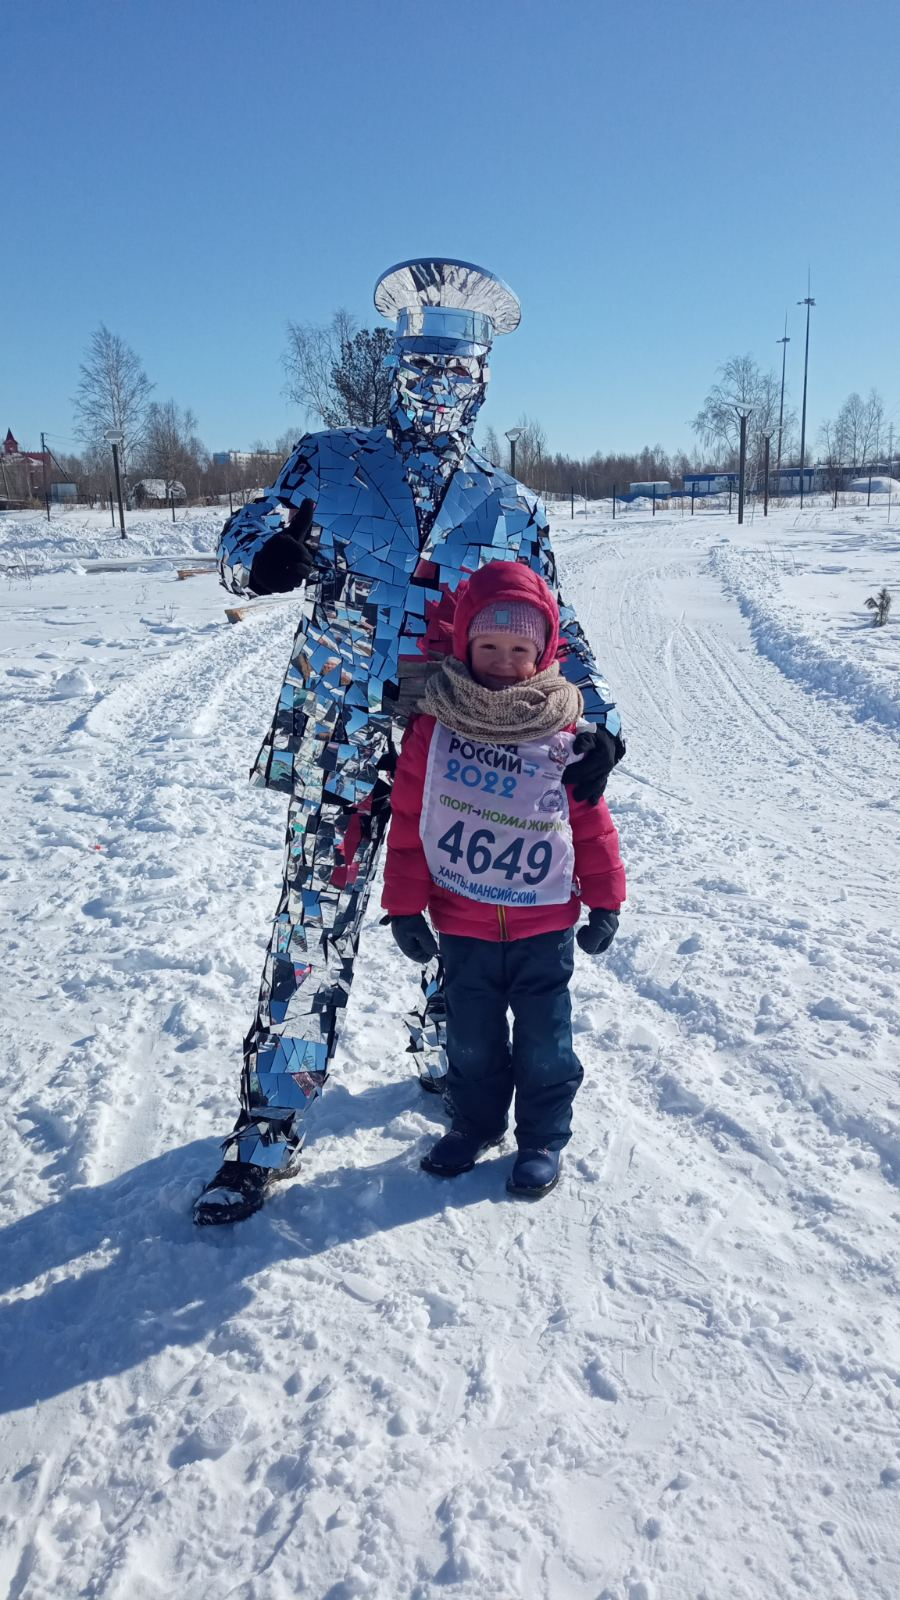 РОССИИ
2022
СПОРТ→НОРМА ЖИЗНИ
4649
ХАНТЫ-МАНСИЙСКИЙ